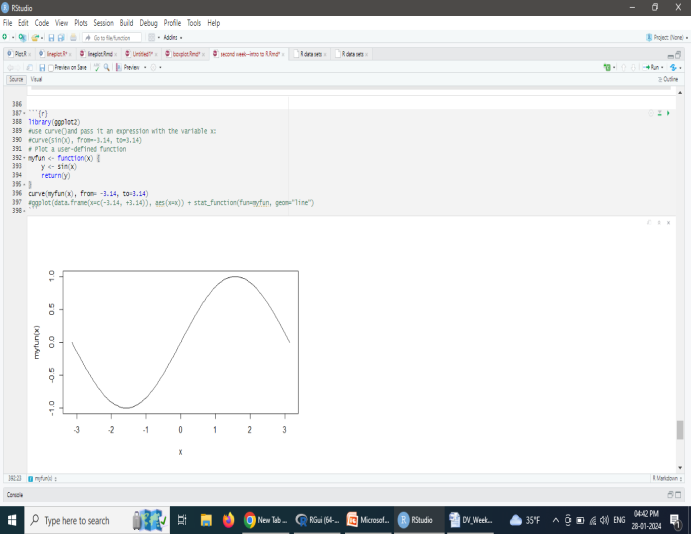 RStudio
File Edit Code View Plots Session Build Debug Profile Tools Help
Go to file/function Addins
Project: (None)
Plot.R lineplot.R* lineplot.Rmd Untitled1* boxplot.Rmd* second week--intro to R.Rmd* R data sets R data sets
Preview on Save Preview Run
Source Visual Outline
386
387 ```{r}
388 library(ggplot2)
389 #use curve()and pass it an expression with the variable x:
390 #curve(sin(x), from=-3.14, to=3.14)
391 # Plot a user-defined function
392 myfun <- function(x) {
393 y <- sin(x)
394 return(y)
395 }
396 curve(myfun(x), from= -3.14, to=3.14)
397 #ggplot(data.frame(x=c(-3.14, +3.14)), aes(x=x)) + stat_function(fun=myfun, geom="line")
398
1.0
0.5
0.0
-0.5
-1.0
myfun(x)
-3 -2 -1 0 1 2 3
x
392:22 myfun(x) R Markdown
Console
Type here to search New Tab ... RGui (64-... Microsof... RStudio DV_Week... 35°F ENG 04:42 PM
28-01-2024